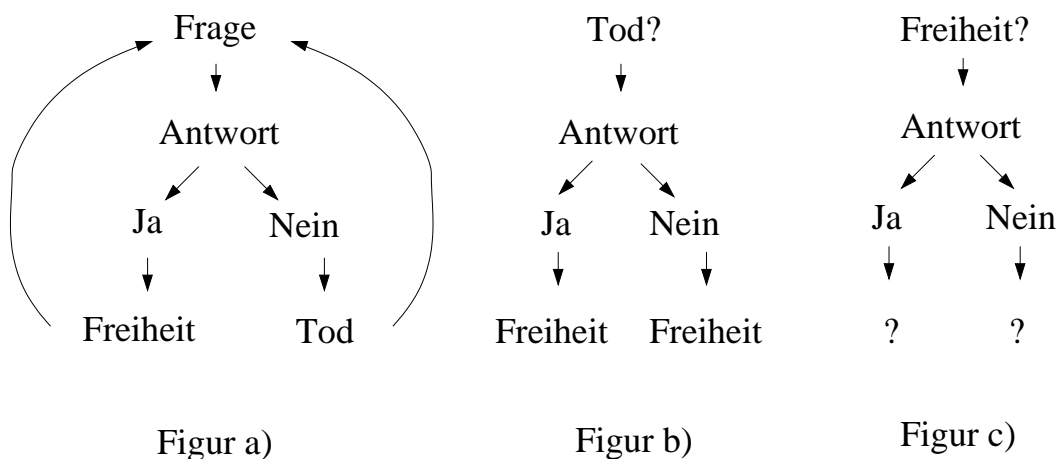 Frage
Antwort
Ja Nein
Freiheit Tod
Figur a)
Tod?
Antwort
Ja Nein
Freiheit Freiheit
Figur b)
Freiheit?
Antwort
Ja Nein
? ?
Figur c)